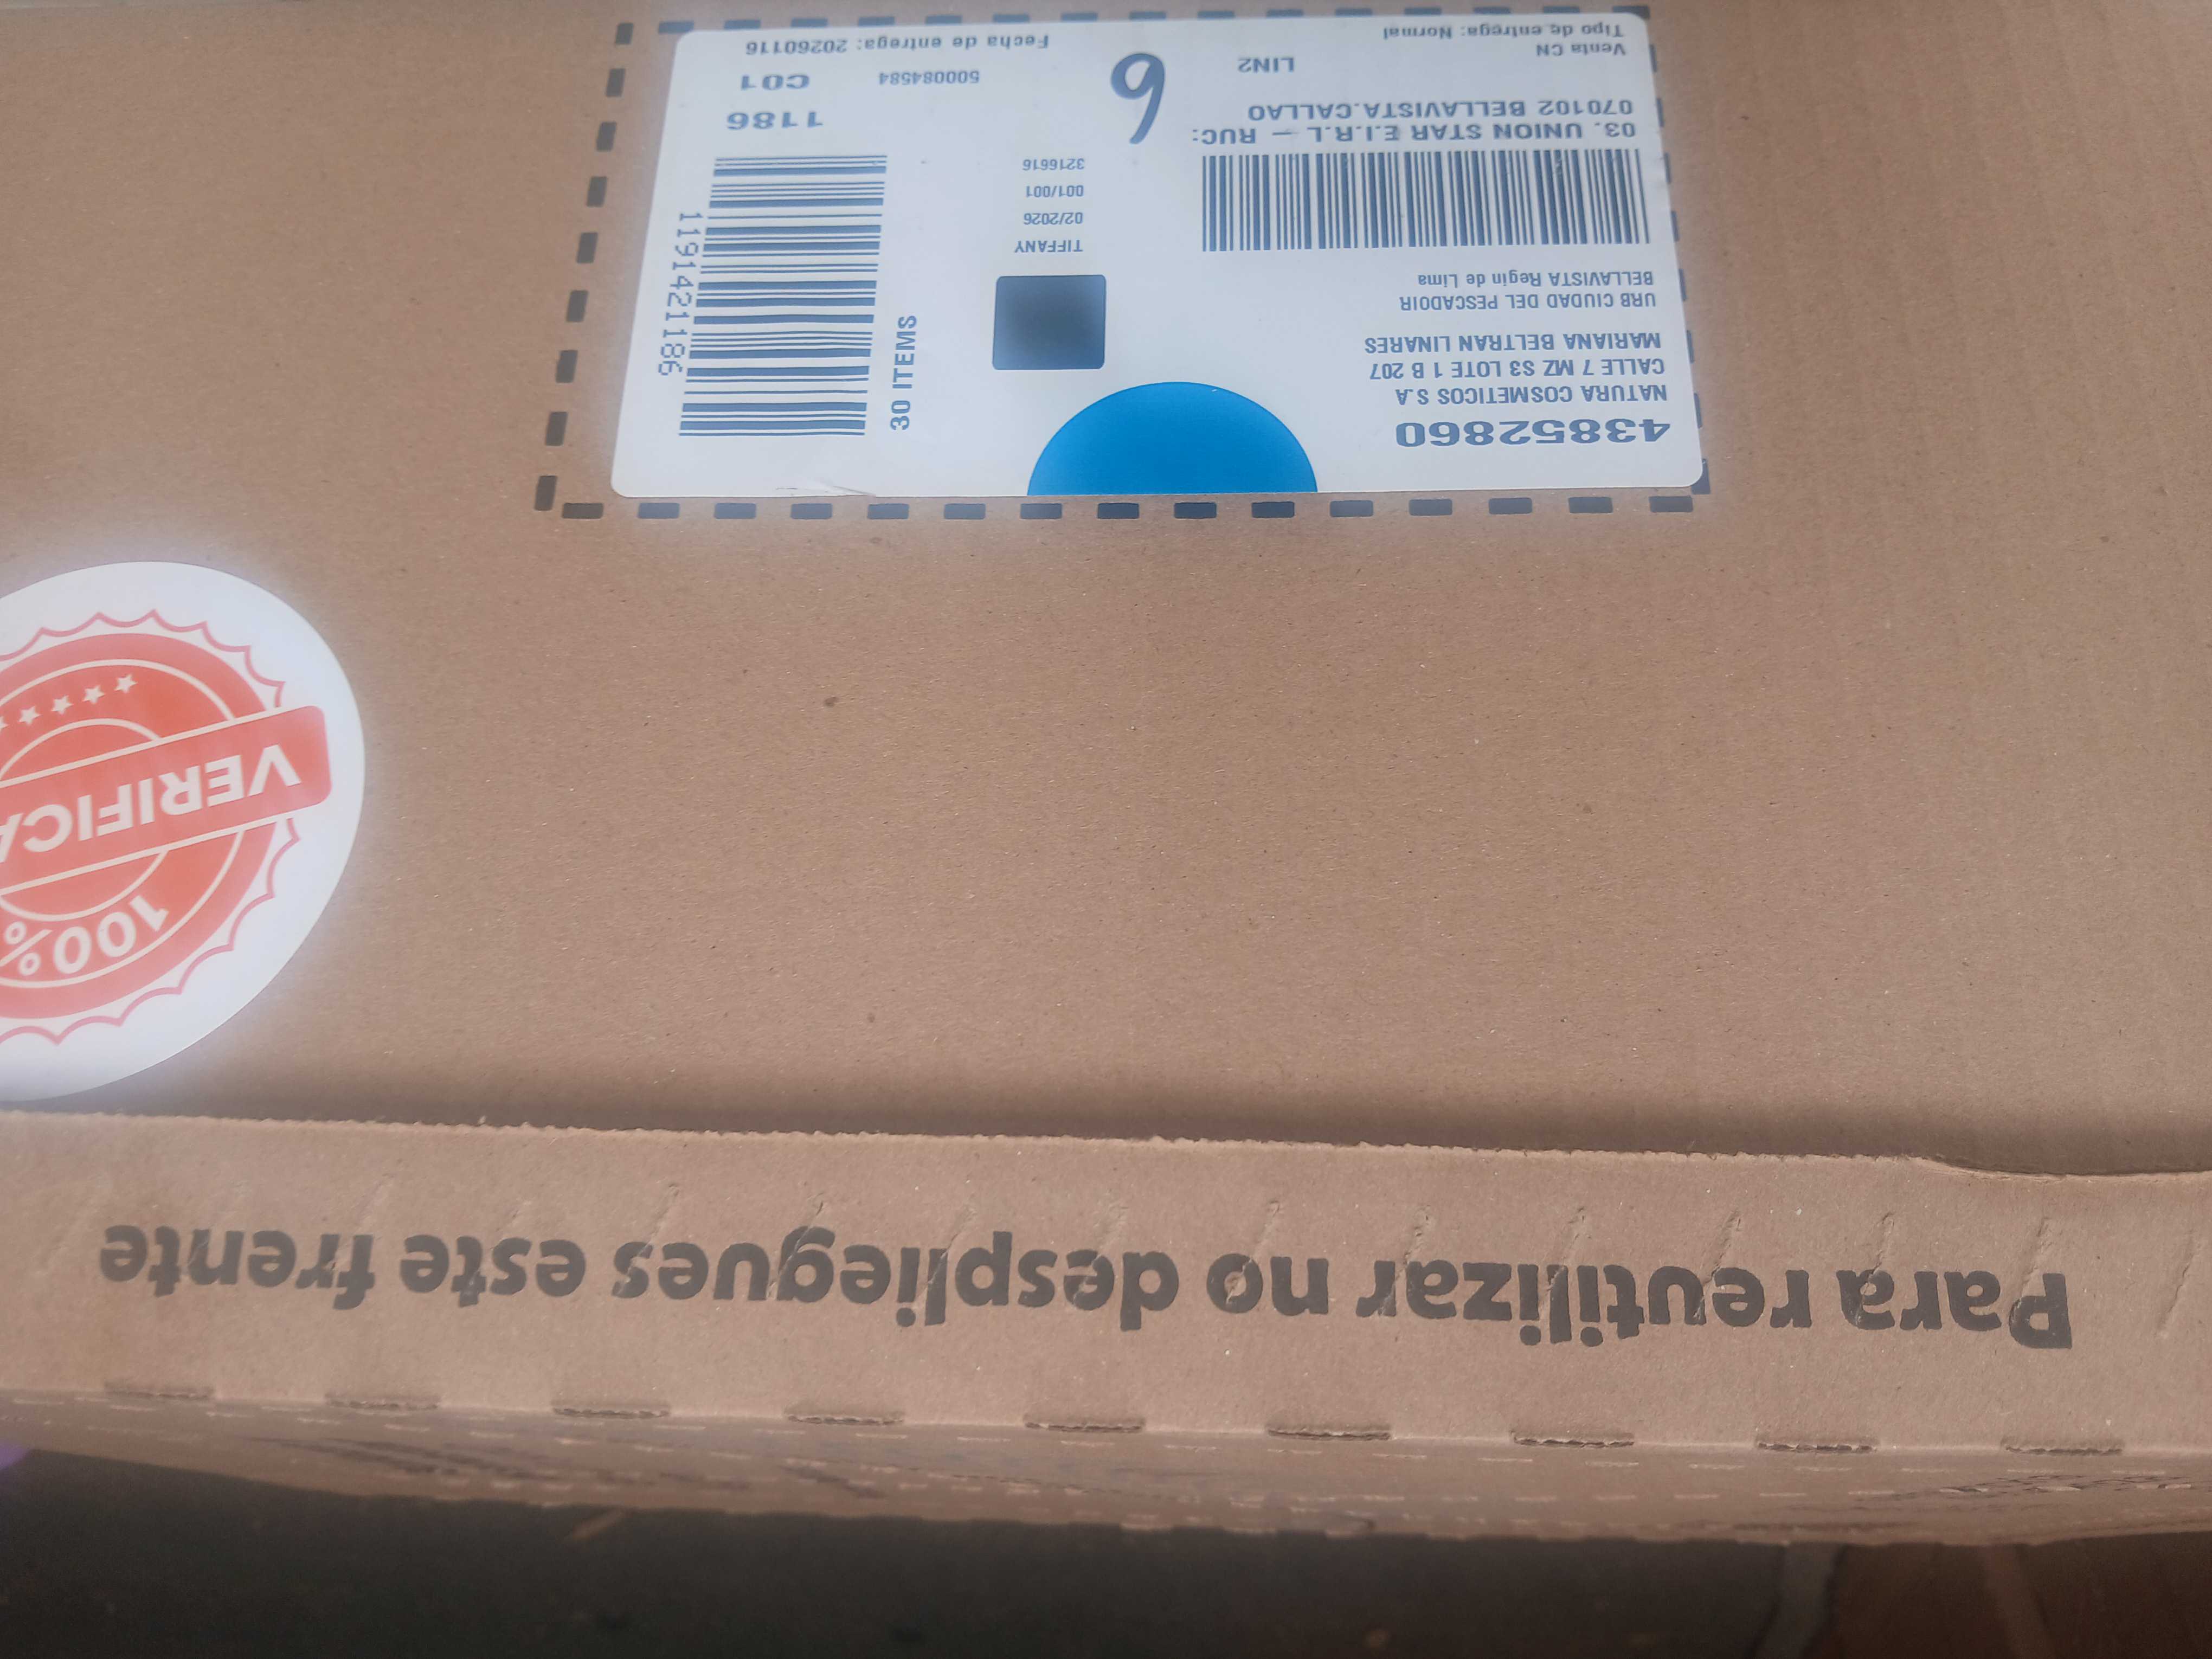 43852860
NATURA COSMETICOS S.A
CALLE 7 MZ S3 LOTE 1 B 207
MARIANA BELTRAN LINARES
URB CIUDAD DEL PESCADOIR
BELLAVISTA Regin de Lima
03. UNION STAR E.I.R.L — RUC:
070102 BELLAVISTA.CALLAO
LIN2
Venta CN
Tipo de entrega: Normal
TIFFANY
02/2026
001/001
3216616
6
30 ITEMS
1191421186
1186
500084584
C01
Fecha de entrega: 20260116
100%
VERIFICA
Para reutilizar no despliegues este frente